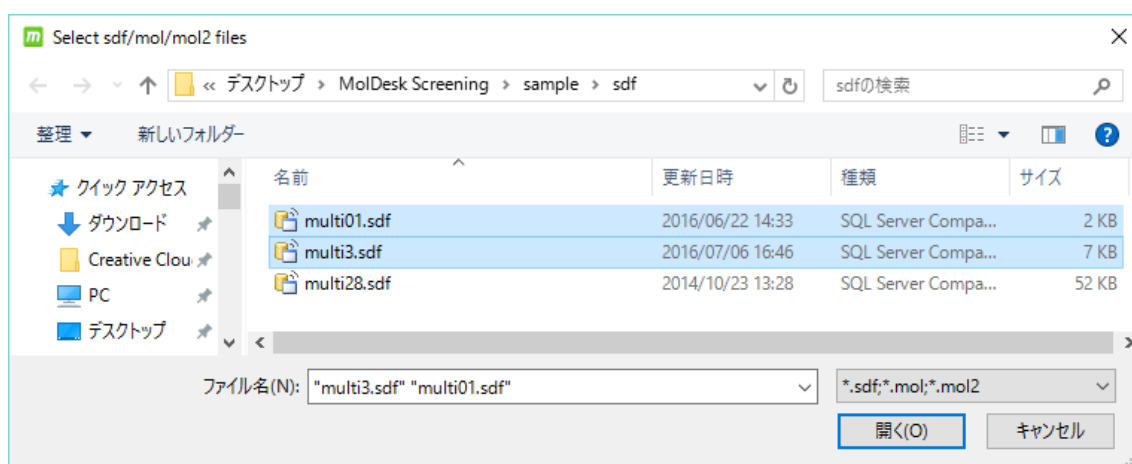 Select sdf/mol/mol2 files
« デスクトップ › MolDesk Screening › sample › sdf
sdfの検索
整理 新しいフォルダー
クイック アクセス
ダウンロード
Creative Clou
PC
デスクトップ
名前 更新日時 種類 サイズ
multi01.sdf 2016/06/22 14:33 SQL Server Compa... 2 KB
multi3.sdf 2016/07/06 16:46 SQL Server Compa... 7 KB
multi28.sdf 2014/10/23 13:28 SQL Server Compa... 52 KB
ファイル名(N): "multi3.sdf" "multi01.sdf" *.sdf;*.mol;*.mol2
開く(O) キャンセル